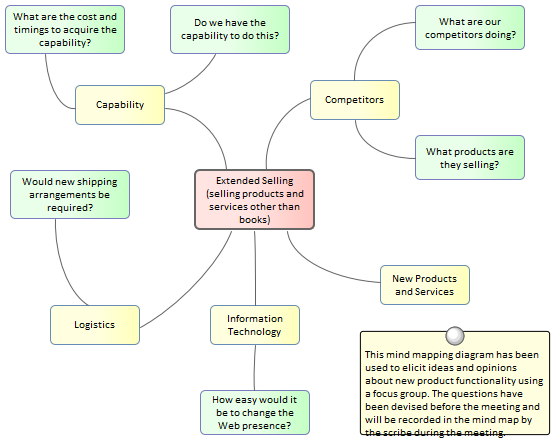 What are the cost and
timings to acquire the
capability?
Do we have the
capability to do this?
What are our
competitors doing?
Capability
Competitors
What products are
they selling?
Would new shipping
arrangements be
required?
Extended Selling
(selling products and
services other than
books)
New Products
and Services
Logistics
Information
Technology
How easy would it
be to change the
Web presence?
This mind mapping diagram has been
used to elicit ideas and opinions
about new product functionality using
a focus group. The questions have
been devised before the meeting and
will be recorded in the mind map by
the scribe during the meeting.